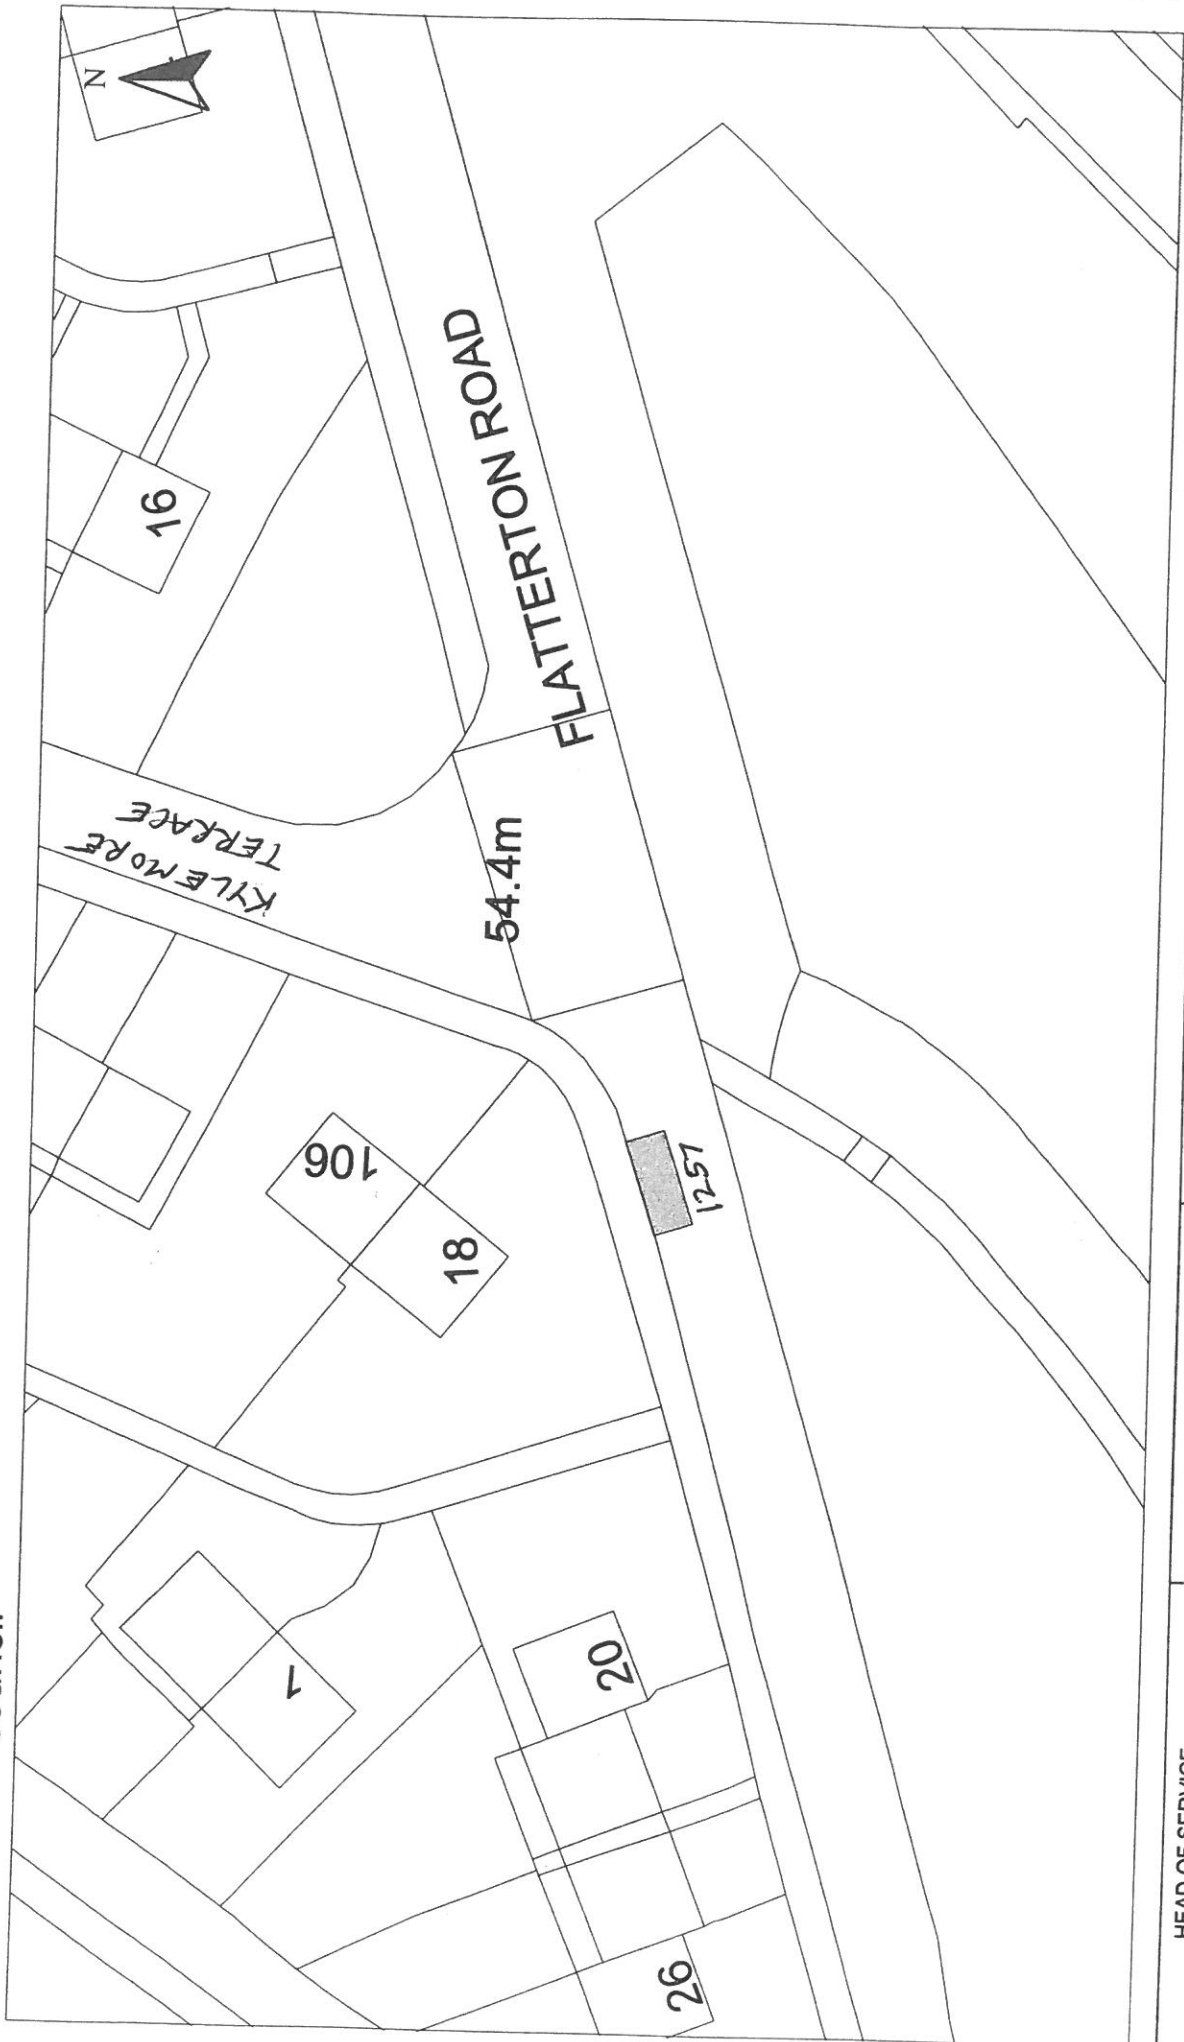 N
16
FLATTERTON ROAD
KYLEMORE
TERRACE
54.4m
106
18
1257
1
20
26
HEAD OF SERVICE